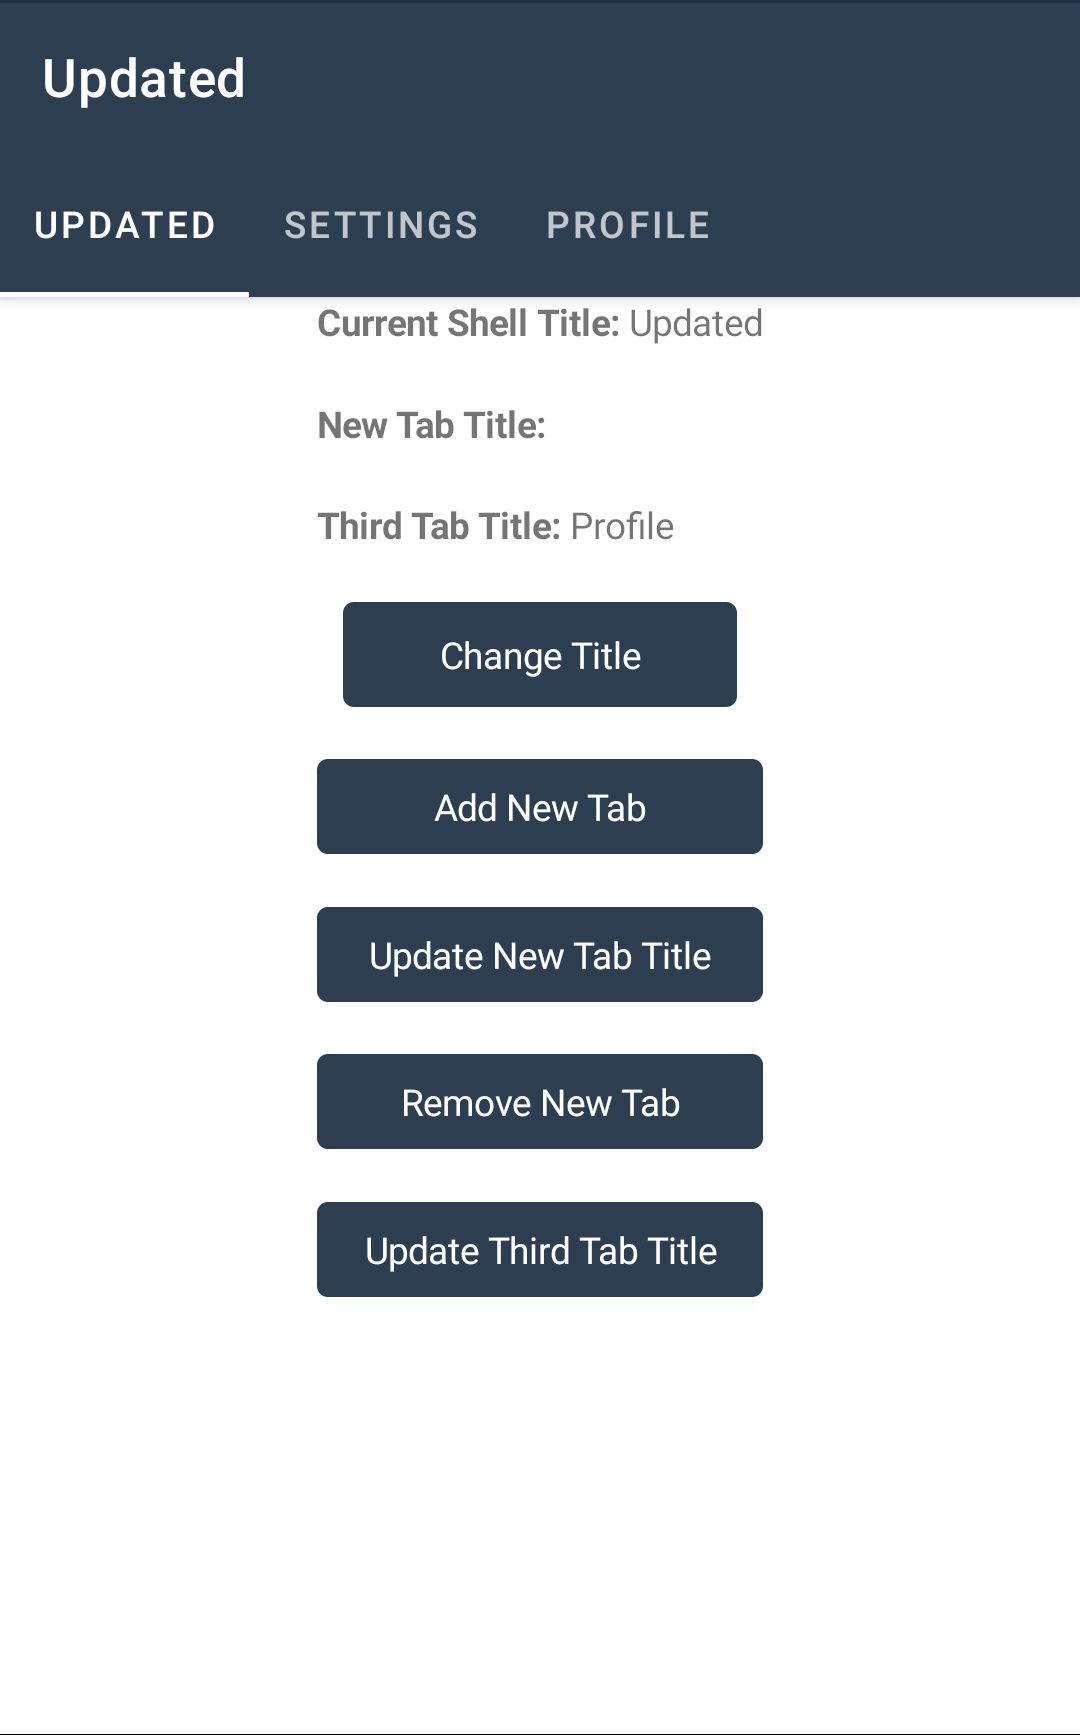 Updated
UPDATED SETTINGS PROFILE
Current Shell Title: Updated
New Tab Title:
Third Tab Title: Profile
Change Title
Add New Tab
Update New Tab Title
Remove New Tab
Update Third Tab Title